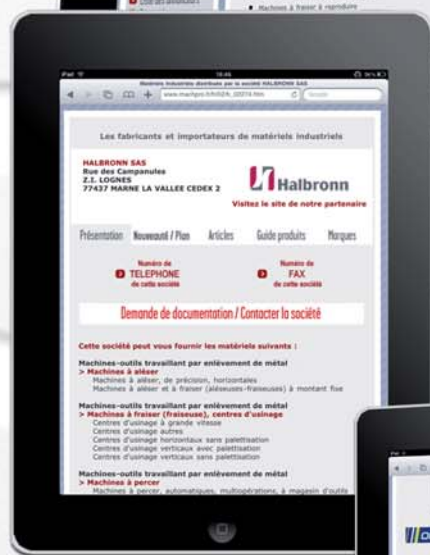 Liste des annonceurs
Machines à fraiser à reproduire
iPad
16:46
Matériels industriels distribués par la société HALBRONN SAS
Les fabricants et importateurs de matériels industriels
HALBRONN SAS
Rue des Campanules
Z.I. LOGNES
77437 MARNE LA VALLEE CEDEX 2
Halbronn
Visitez le site de notre partenaire
Présentation Nouveauté / Plan Articles Guide produits Marques
Numéro de
TELEPHONE
de cette société
Numéro de
FAX
de cette société
Demande de documentation / Contacter la société
Cette société peut vous fournir les matériels suivants :
Machines-outils travaillant par enlèvement de métal
> Machines à aléser
Machines à aléser, de précision, horizontales
Machines à aléser et à fraiser (aléseuses-fraiseuses) à montant fixe
Machines-outils travaillant par enlèvement de métal
> Machines à fraiser (fraiseuse), centres d'usinage
Centres d'usinage à grande vitesse
Centres d'usinage autres
Centres d'usinage horizontaux sans palettisation
Centres d'usinage verticaux avec palettisation
Centres d'usinage verticaux sans palettisation
Machines-outils travaillant par enlèvement de métal
> Machines à percer
Machines à percer, automatiques, multiopérations, à magasin d'outils